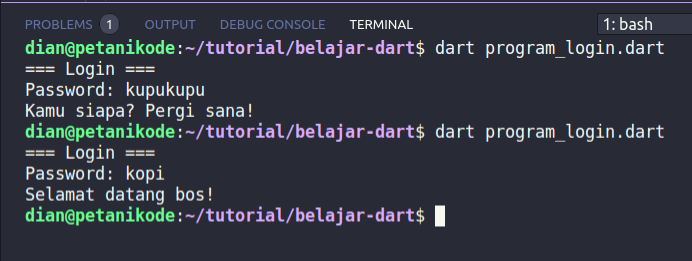 PROBLEMS 1 OUTPUT DEBUG CONSOLE TERMINAL 1: bash
dian@petanikode:~/tutorial/belajar-dart$ dart program_login.dart
=== Login ===
Password: kupukupu
Kamu siapa? Pergi sana!
dian@petanikode:~/tutorial/belajar-dart$ dart program_login.dart
=== Login ===
Password: kopi
Selamat datang bos!
dian@petanikode:~/tutorial/belajar-dart$